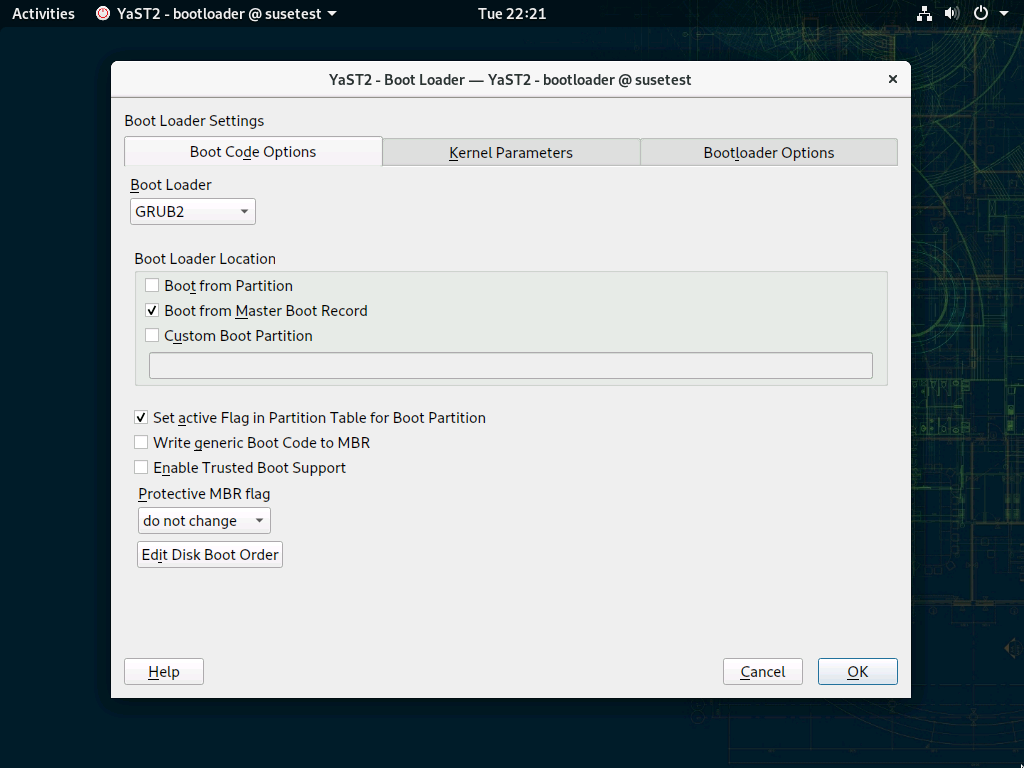 Activities YaST2 - bootloader @ susetest Tue 22:21
YaST2 - Boot Loader — YaST2 - bootloader @ susetest
Boot Loader Settings
Boot Code Options Kernel Parameters Bootloader Options
Boot Loader
GRUB2
Boot Loader Location
Boot from Partition
Boot from Master Boot Record
Custom Boot Partition
Set active Flag in Partition Table for Boot Partition
Write generic Boot Code to MBR
Enable Trusted Boot Support
Protective MBR flag
do not change
Edit Disk Boot Order
Help Cancel OK